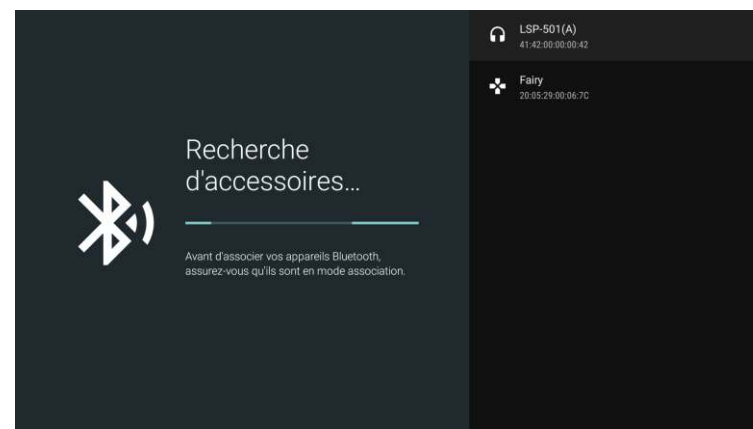 Recherche
d'accessoires...
Avant d'associer vos appareils Bluetooth,
assurez-vous qu'ils sont en mode association.
LSP-501(A)
41:42:00:00:00:42
Fairy
20:05:29:00:06:7C